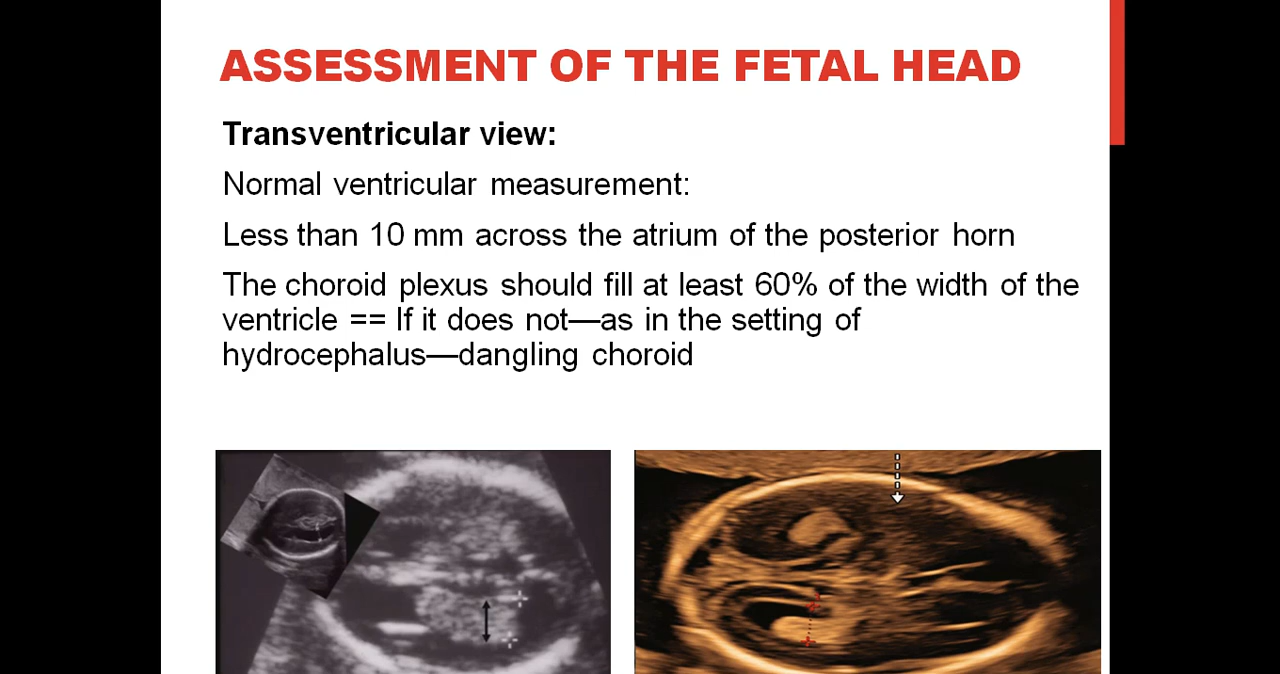 ASSESSMENT OF THE FETAL HEAD
Transventricular view:
Normal ventricular measurement:
Less than 10 mm across the atrium of the posterior horn
The choroid plexus should fill at least 60% of the width of the
ventricle == If it does not—as in the setting of
hydrocephalus—dangling choroid